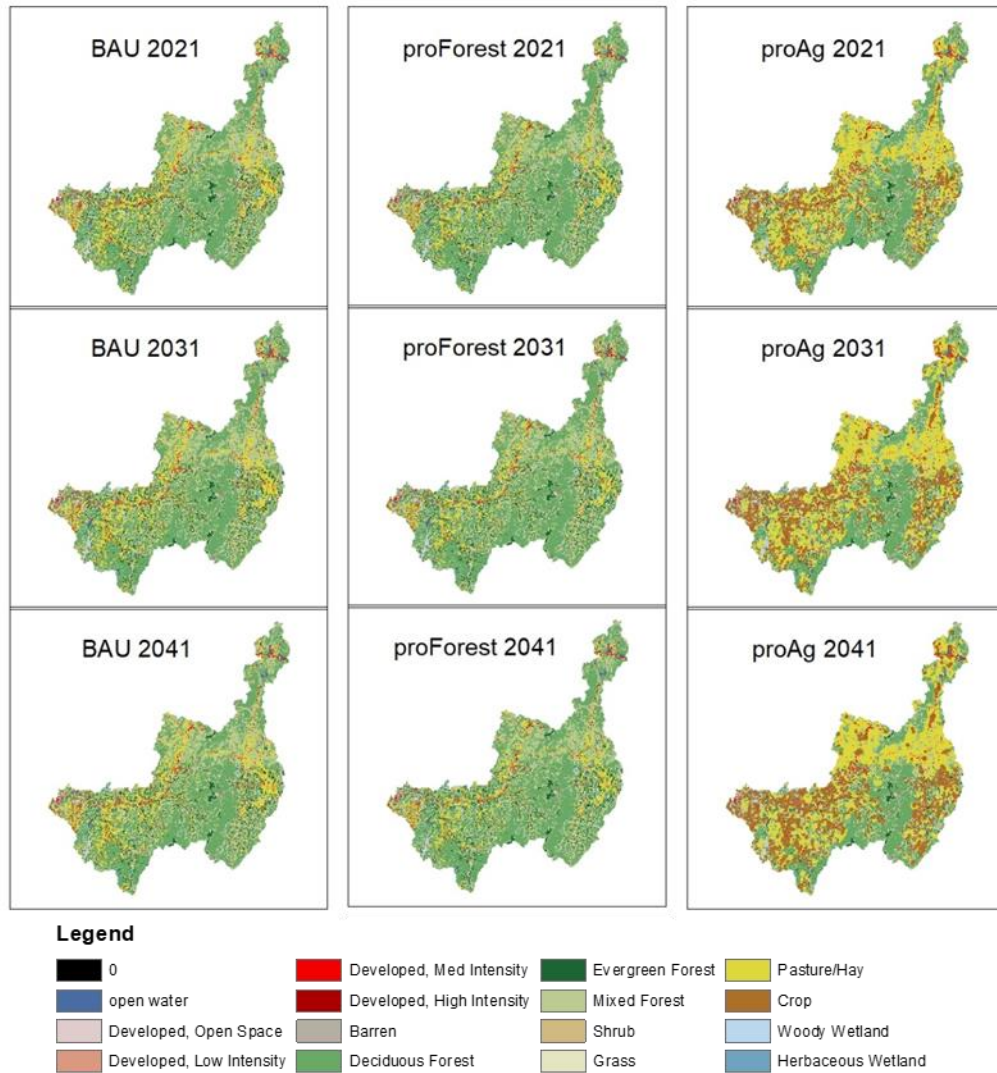 BAU 2021
proForest 2021
proAg 2021
BAU 2031
proForest 2031
proAg 2031
BAU 2041
proForest 2041
proAg 2041
Legend
0
Developed, Med Intensity
Evergreen Forest
Pasture/Hay
open water
Developed, High Intensity
Mixed Forest
Crop
Developed, Open Space
Barren
Shrub
Woody Wetland
Developed, Low Intensity
Deciduous Forest
Grass
Herbaceous Wetland